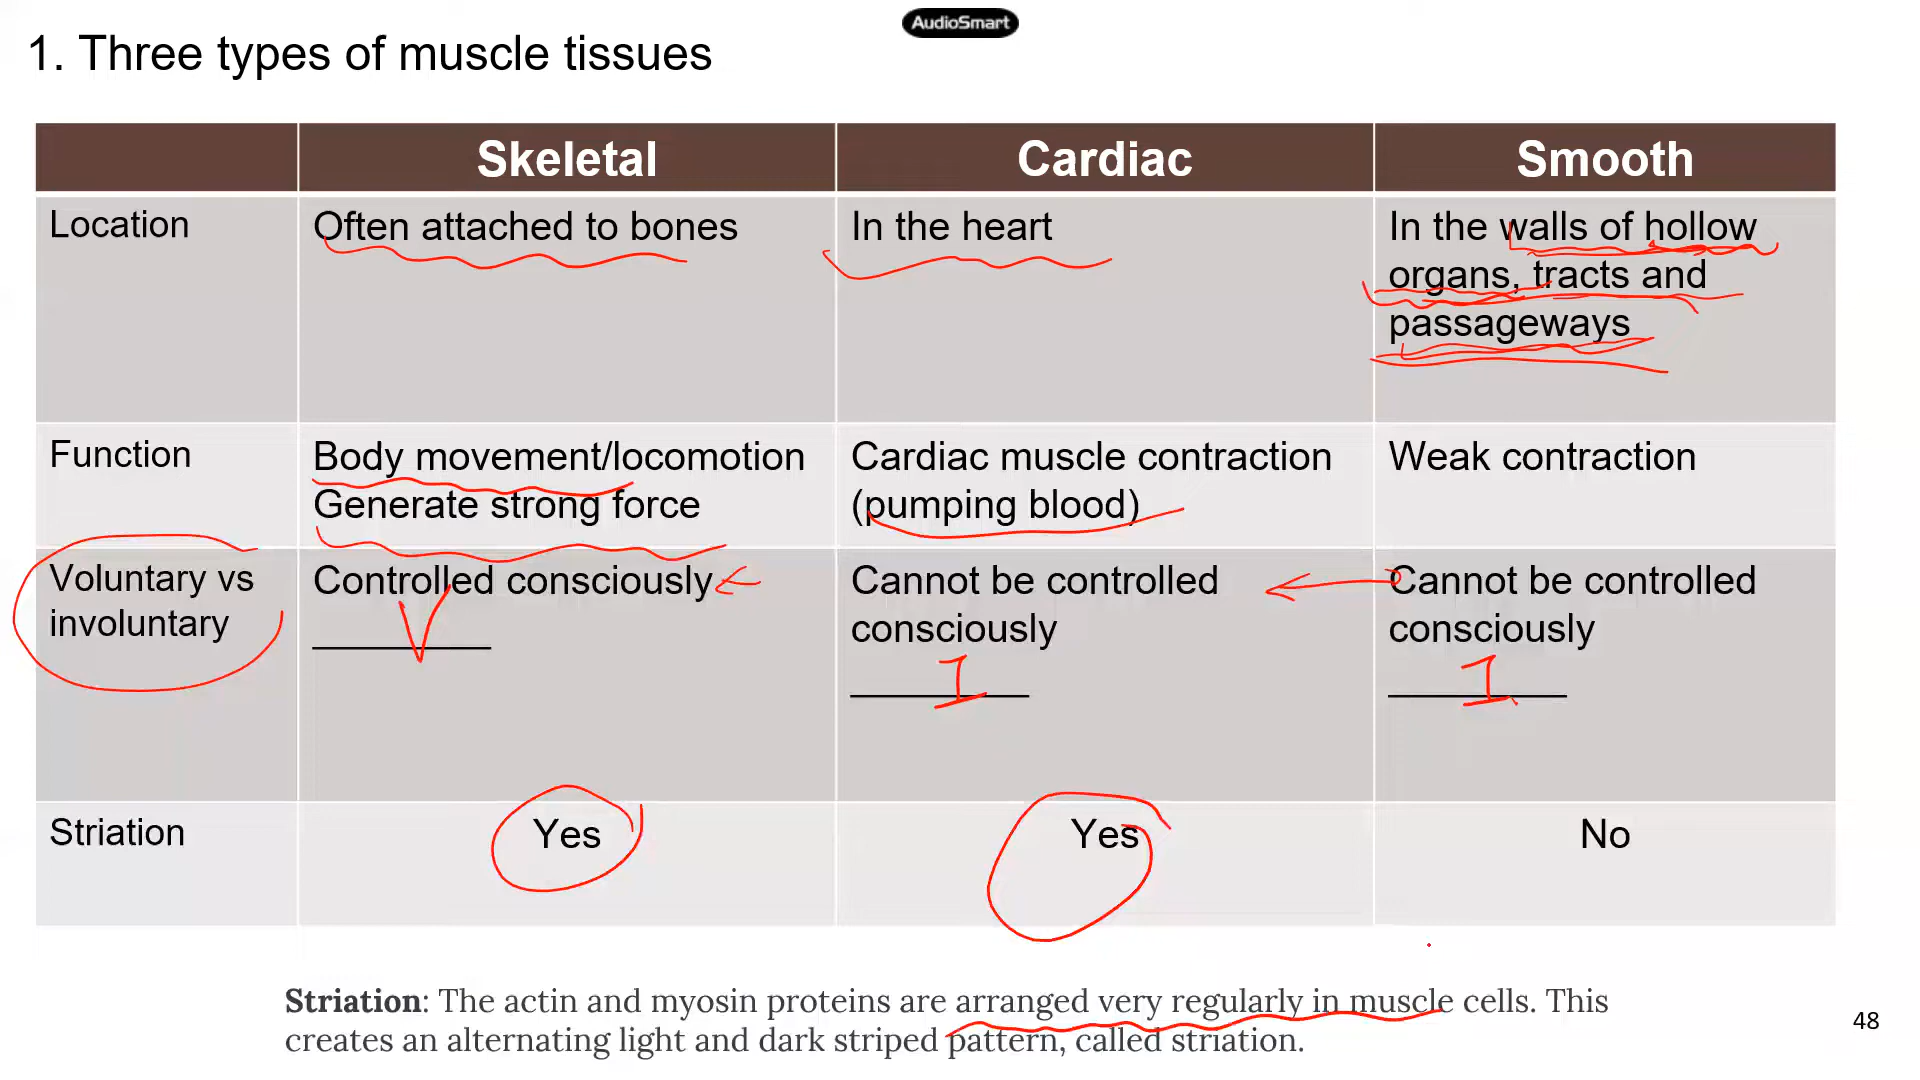 AudioSmart
1. Three types of muscle tissues
Skeletal
Cardiac
Smooth
Location
Often attached to bones
In the heart
In the walls of hollow
organs, tracts and
passageways
Function
Body movement/locomotion
Generate strong force
Cardiac muscle contraction
(pumping blood)
Weak contraction
Voluntary vs
involuntary
Controlled consciously
V
Cannot be controlled
consciously
I
Cannot be controlled
consciously
I
Striation
Yes
Yes
No
Striation: The actin and myosin proteins are arranged very regularly in muscle cells. This
creates an alternating light and dark striped pattern, called striation.
48